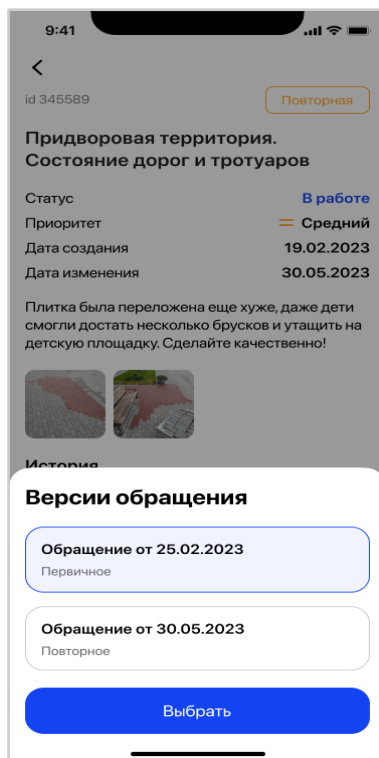 9:41
id 345589
Повторная
Придворовая территория.
Состояние дорог и тротуаров
Статус В работе
Приоритет Средний
Дата создания 19.02.2023
Дата изменения 30.05.2023
Плитка была переложена еще хуже, даже дети
смогли достать несколько брусков и утащить на
детскую площадку. Сделайте качественно!
История
Версии обращения
Обращение от 25.02.2023
Первичное
Обращение от 30.05.2023
Повторное
Выбрать